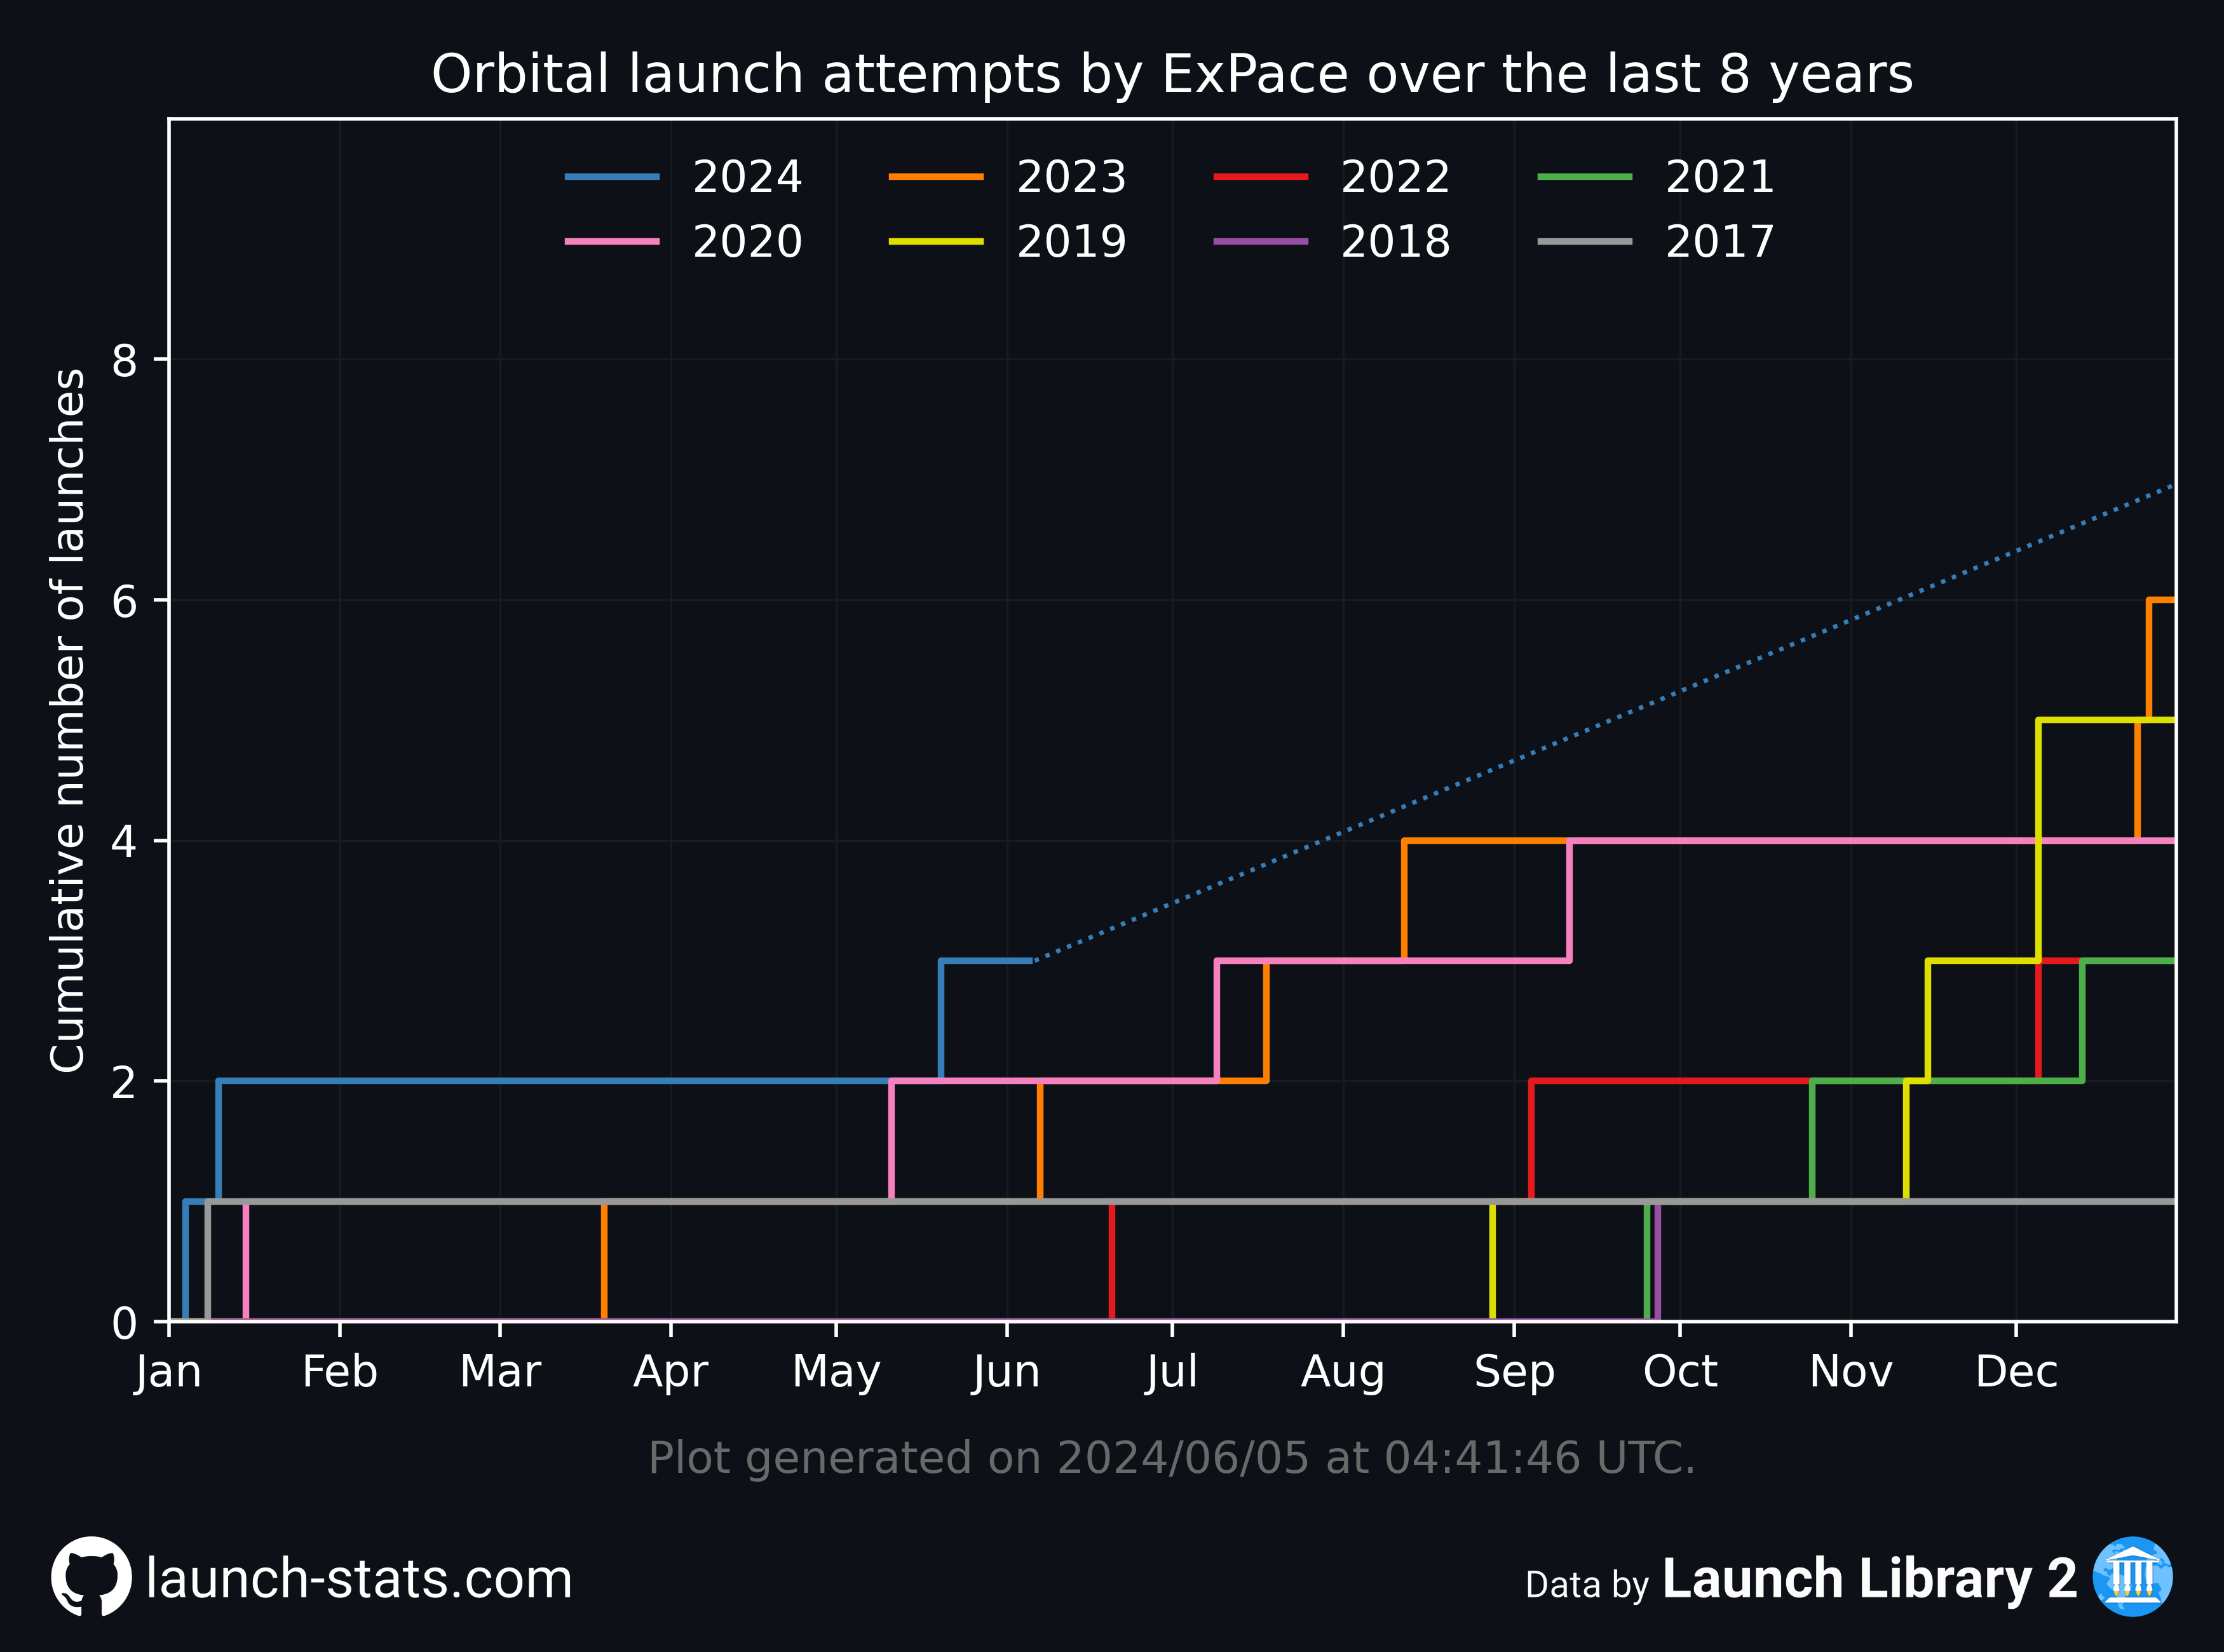 Orbital launch attempts by ExPace over the last 8 years
2024 2023 2022 2021
2020 2019 2018 2017
Cumulative number of launches
8
6
4
2
0
Jan Feb Mar Apr May Jun Jul Aug Sep Oct Nov Dec
Plot generated on 2024/06/05 at 04:41:46 UTC.
launch-stats.com
Data by Launch Library 2